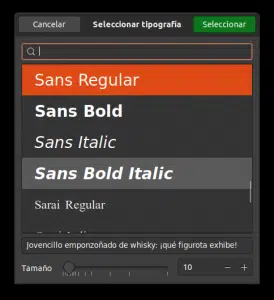 Cancelar
Seleccionar tipografía
Seleccionar
Sans Regular
Sans Bold
Sans Italic
Sans Bold Italic
Sarai Regular
Jovencillo emponzoñado de whisky: ¡qué figurota exhibe!
Tamaño
10